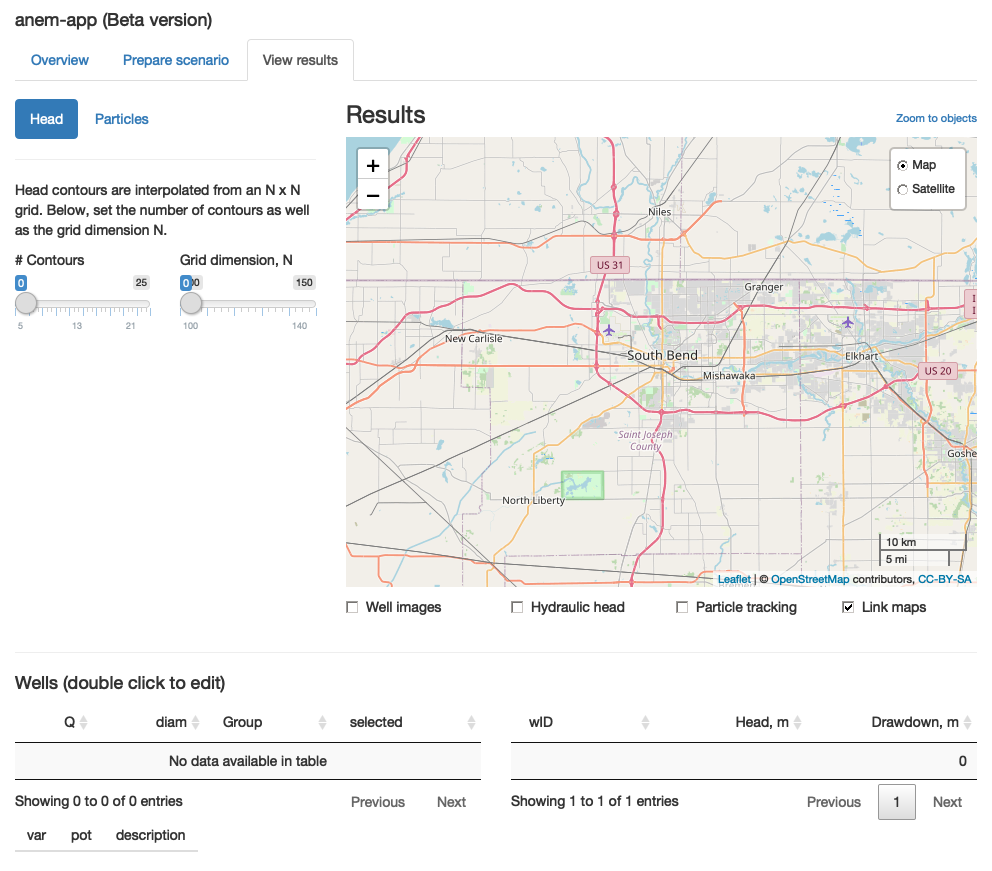 anem-app (Beta version)
Overview Prepare scenario View results
Head Particles
Head contours are interpolated from an N x N
grid. Below, set the number of contours as well
as the grid dimension N.
# Contours Grid dimension, N
0 25 0 150
5 13 21 100 140
Results
Zoom to objects
+
−
Map
Satellite
Niles
US 31
Granger
New Carlisle
South Bend
Elkhart
Mishawaka
US 20
Saint Joseph
County
Goshe
North Liberty
10 km
5 mi
Leaflet | © OpenStreetMap contributors, CC-BY-SA
Well images Hydraulic head Particle tracking Link maps
Wells (double click to edit)
Q diam Group selected wID Head, m Drawdown, m
No data available in table 0
Showing 0 to 0 of 0 entries Previous Next Showing 1 to 1 of 1 entries Previous 1 Next
var pot description